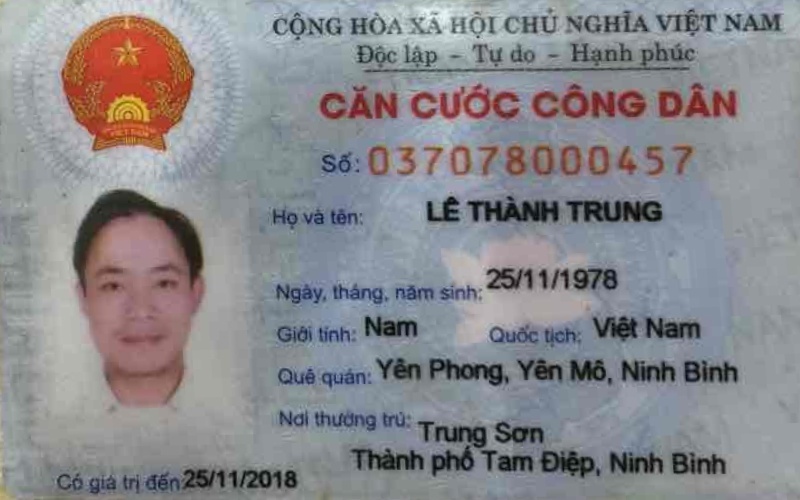 CỘNG HÒA XÃ HỘI CHỦ NGHĨA VIỆT NAM
Độc lập - Tự do - Hạnh phúc
CĂN CƯỚC CÔNG DÂN
Số: 037078000457
Họ và tên: LÊ THÀNH TRUNG
Ngày, tháng, năm sinh: 25/11/1978
Giới tính: Nam Quốc tịch: Việt Nam
Quê quán: Yên Phong, Yên Mô, Ninh Bình
Nơi thường trú: Trung Sơn
Thành phố Tam Điệp, Ninh Bình
Có giá trị đến 25/11/2018
VIỆT NAM